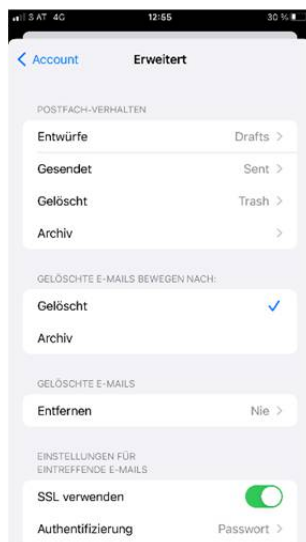 3 AT 4G 12:55 30 %
Account Erweitert
POSTFACH-VERHALTEN
Entwürfe Drafts
Gesendet Sent
Gelöscht Trash
Archiv
GELÖSCHTE E-MAILS BEWEGEN NACH:
Gelöscht
Archiv
GELÖSCHTE E-MAILS
Entfernen Nie
EINSTELLUNGEN FÜR
EINTREFFENDE E-MAILS
SSL verwenden
Authentifizierung Passwort